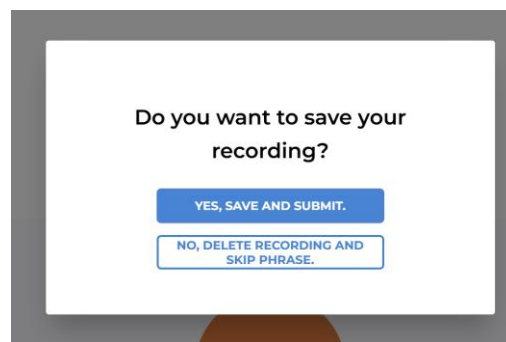 Do you want to save your
recording?
YES, SAVE AND SUBMIT.
NO, DELETE RECORDING AND
SKIP PHRASE.